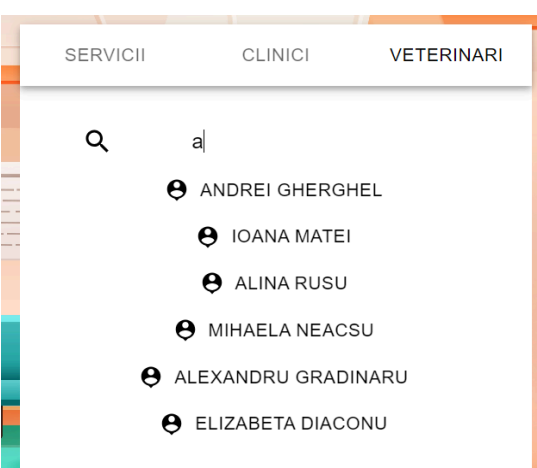 SERVICII CLINICI VETERINARI
a
ANDREI GHERGHEL
IOANA MATEI
ALINA RUSU
MIHAELA NEACSU
ALEXANDRU GRADINARU
ELIZABETA DIACONU